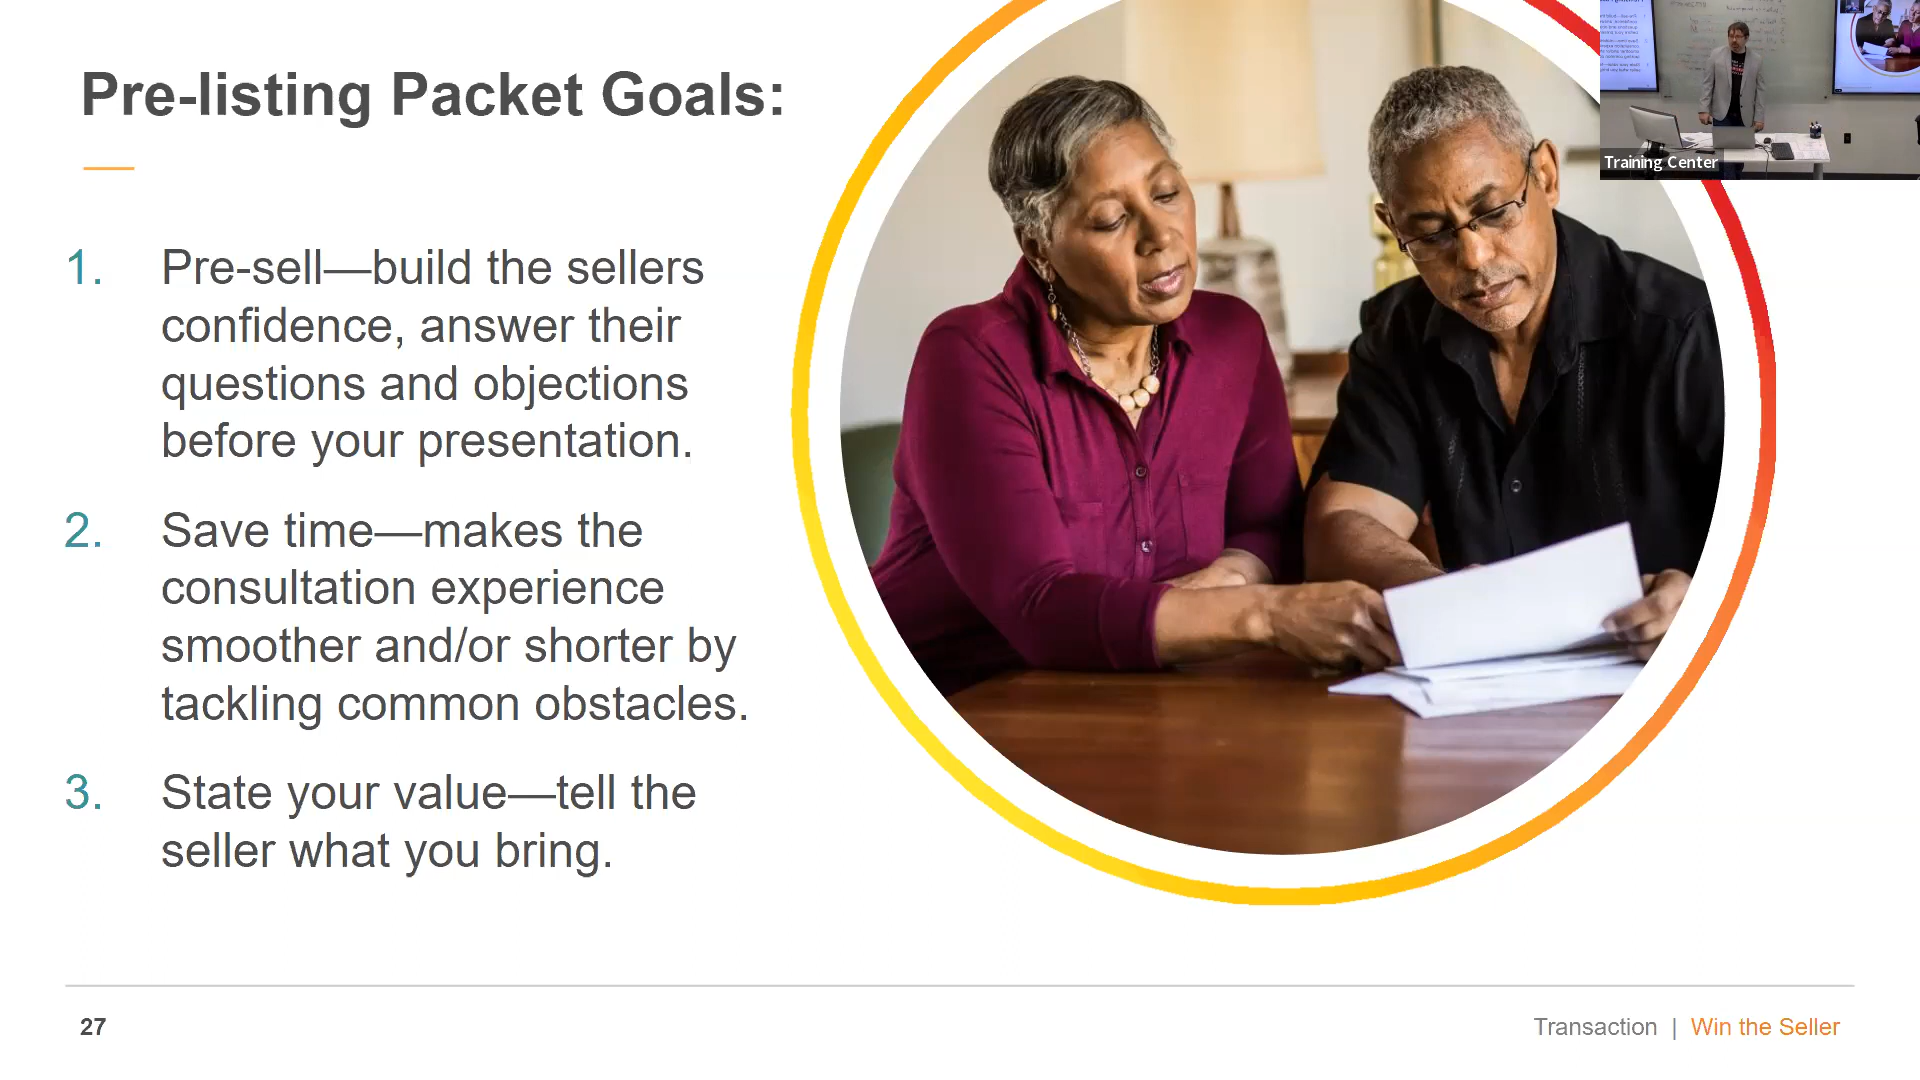 Pre-listing Packet Goals:
1. Pre-sell—build the sellers
confidence, answer their
questions and objections
before your presentation.
2. Save time—makes the
consultation experience
smoother and/or shorter by
tackling common obstacles.
3. State your value—tell the
seller what you bring.
27
Transaction | Win the Seller
Training Center